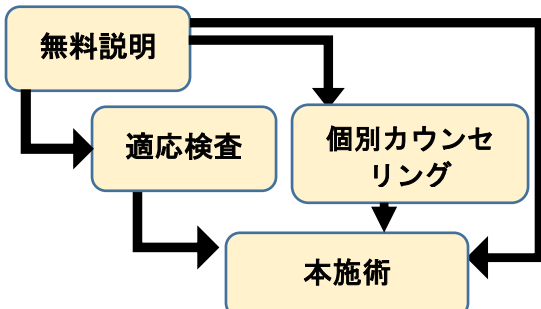 無料説明
適応検査
個別カウンセ
リング
本施術